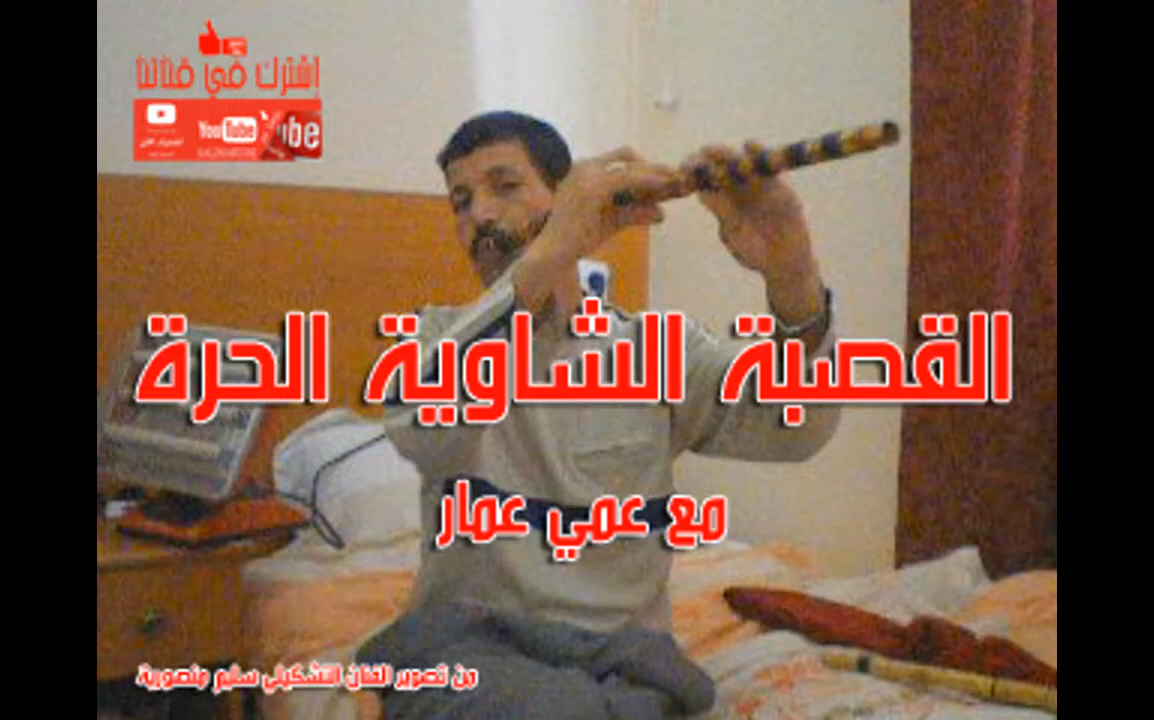 اشترك في قناتنا
YouTube
القصبة الشاوية الحرة
مع عمي عمار
من تصوير الفنان التشكيلي سليم منصورية